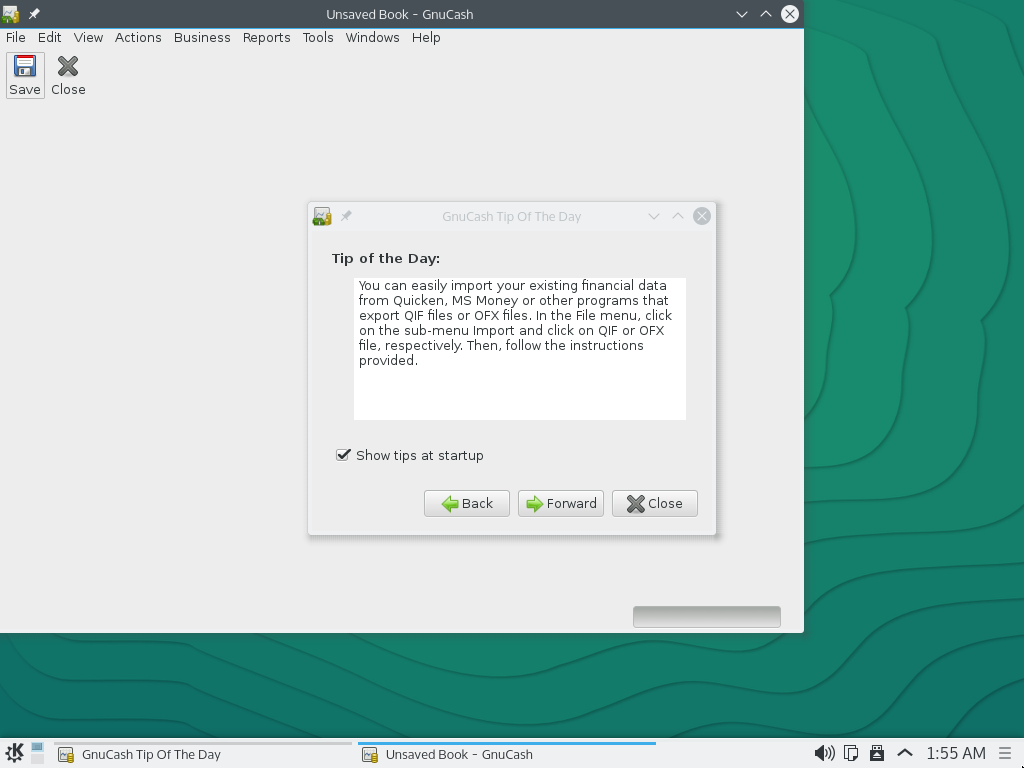 Unsaved Book – GnuCash
File Edit View Actions Business Reports Tools Windows Help
Save Close
GnuCash Tip Of The Day
Tip of the Day:
You can easily import your existing financial data
from Quicken, MS Money or other programs that
export QIF files or OFX files. In the File menu, click
on the sub-menu Import and click on QIF or OFX
file, respectively. Then, follow the instructions
provided.
Show tips at startup
Back Forward Close
GnuCash Tip Of The Day Unsaved Book – GnuCash 1:55 AM